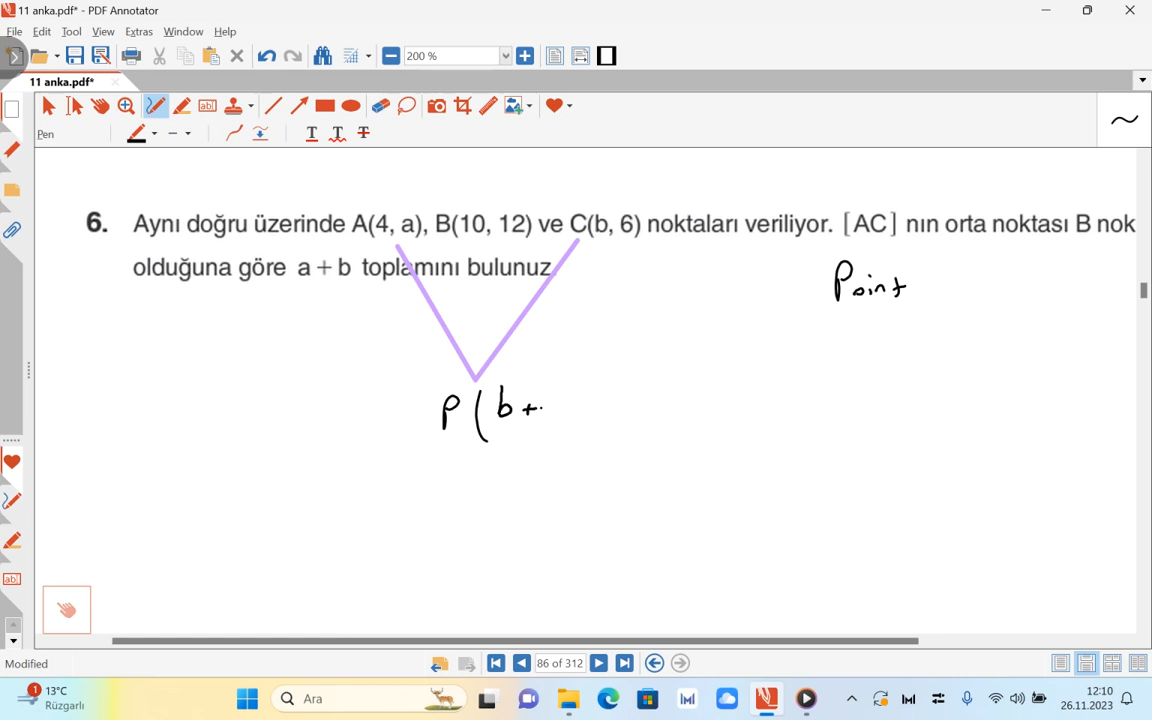 11 anka.pdf* - PDF Annotator
File Edit Tool View Extras Window Help
200 %
11 anka.pdf*
Pen
6. Aynı doğru üzerinde A(4, a), B(10, 12) ve C(b, 6) noktaları veriliyor. [AC] nın orta noktası B nok
olduğuna göre a + b toplamını bulunuz.
Point
P ( b +
Modified
86 of 312
1
13°C
Rüzgarlı
Ara
12:10
26.11.2023